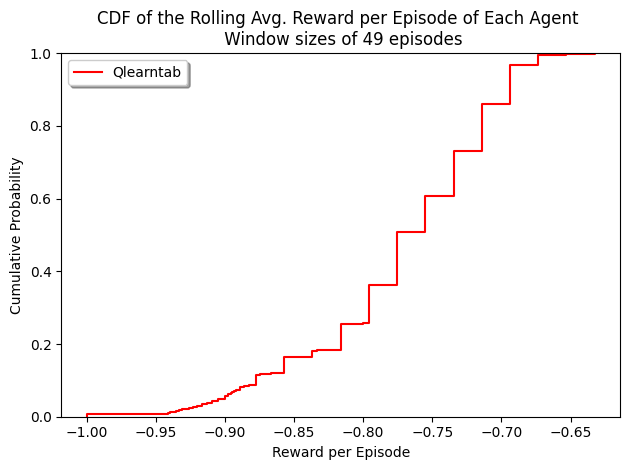 CDF of the Rolling Avg. Reward per Episode of Each Agent
Window sizes of 49 episodes
Qlearntab
1.0
0.8
0.6
0.4
0.2
0.0
Cumulative Probability
−1.00 −0.95 −0.90 −0.85 −0.80 −0.75 −0.70 −0.65
Reward per Episode